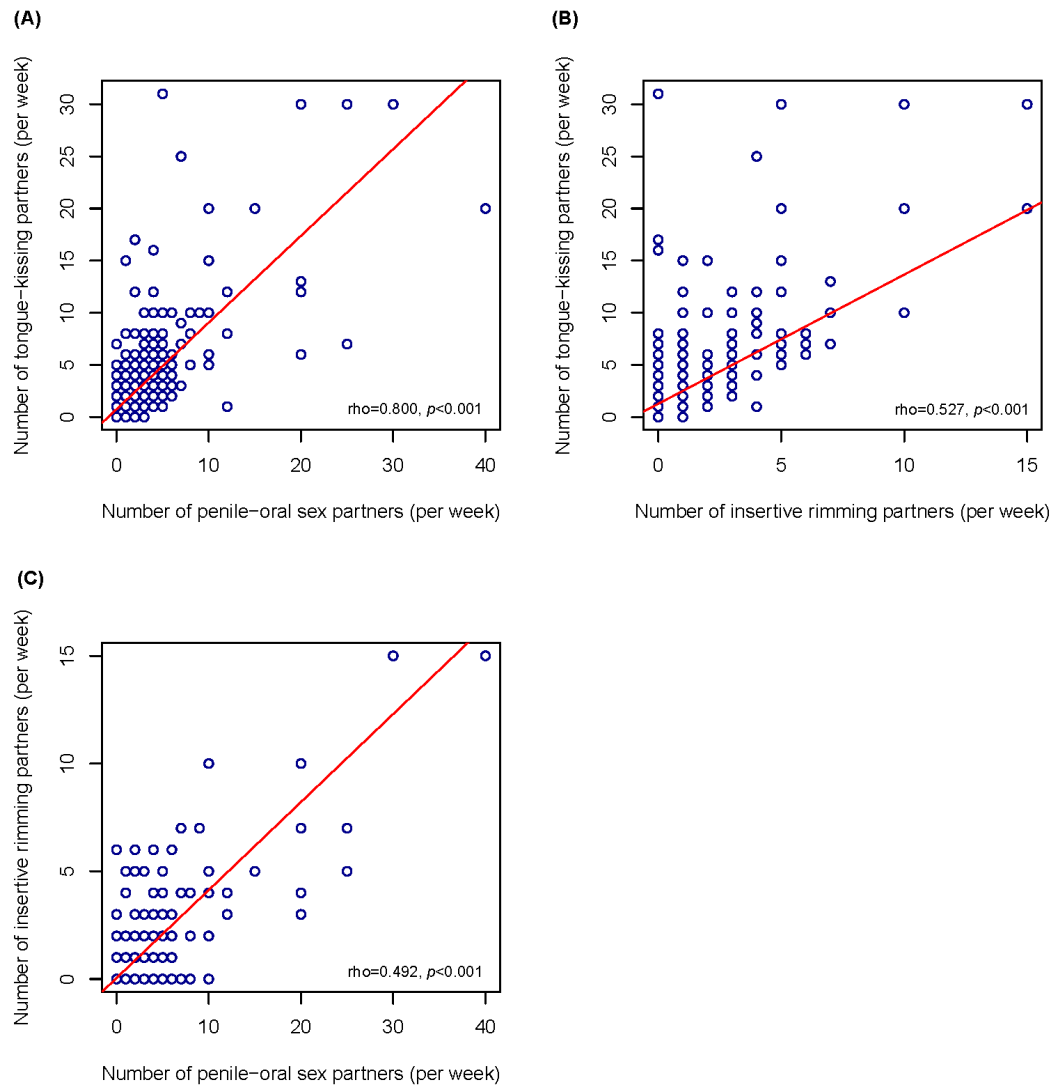 (A)
Number of tongue−kissing partners (per week)
0 5 10 15 20 25 30
rho=0.800, p<0.001
0 10 20 30 40
Number of penile−oral sex partners (per week)
(B)
Number of tongue−kissing partners (per week)
0 5 10 15 20 25 30
rho=0.527, p<0.001
0 5 10 15
Number of insertive rimming partners (per week)
(C)
Number of insertive rimming partners (per week)
0 5 10 15
rho=0.492, p<0.001
0 10 20 30 40
Number of penile−oral sex partners (per week)